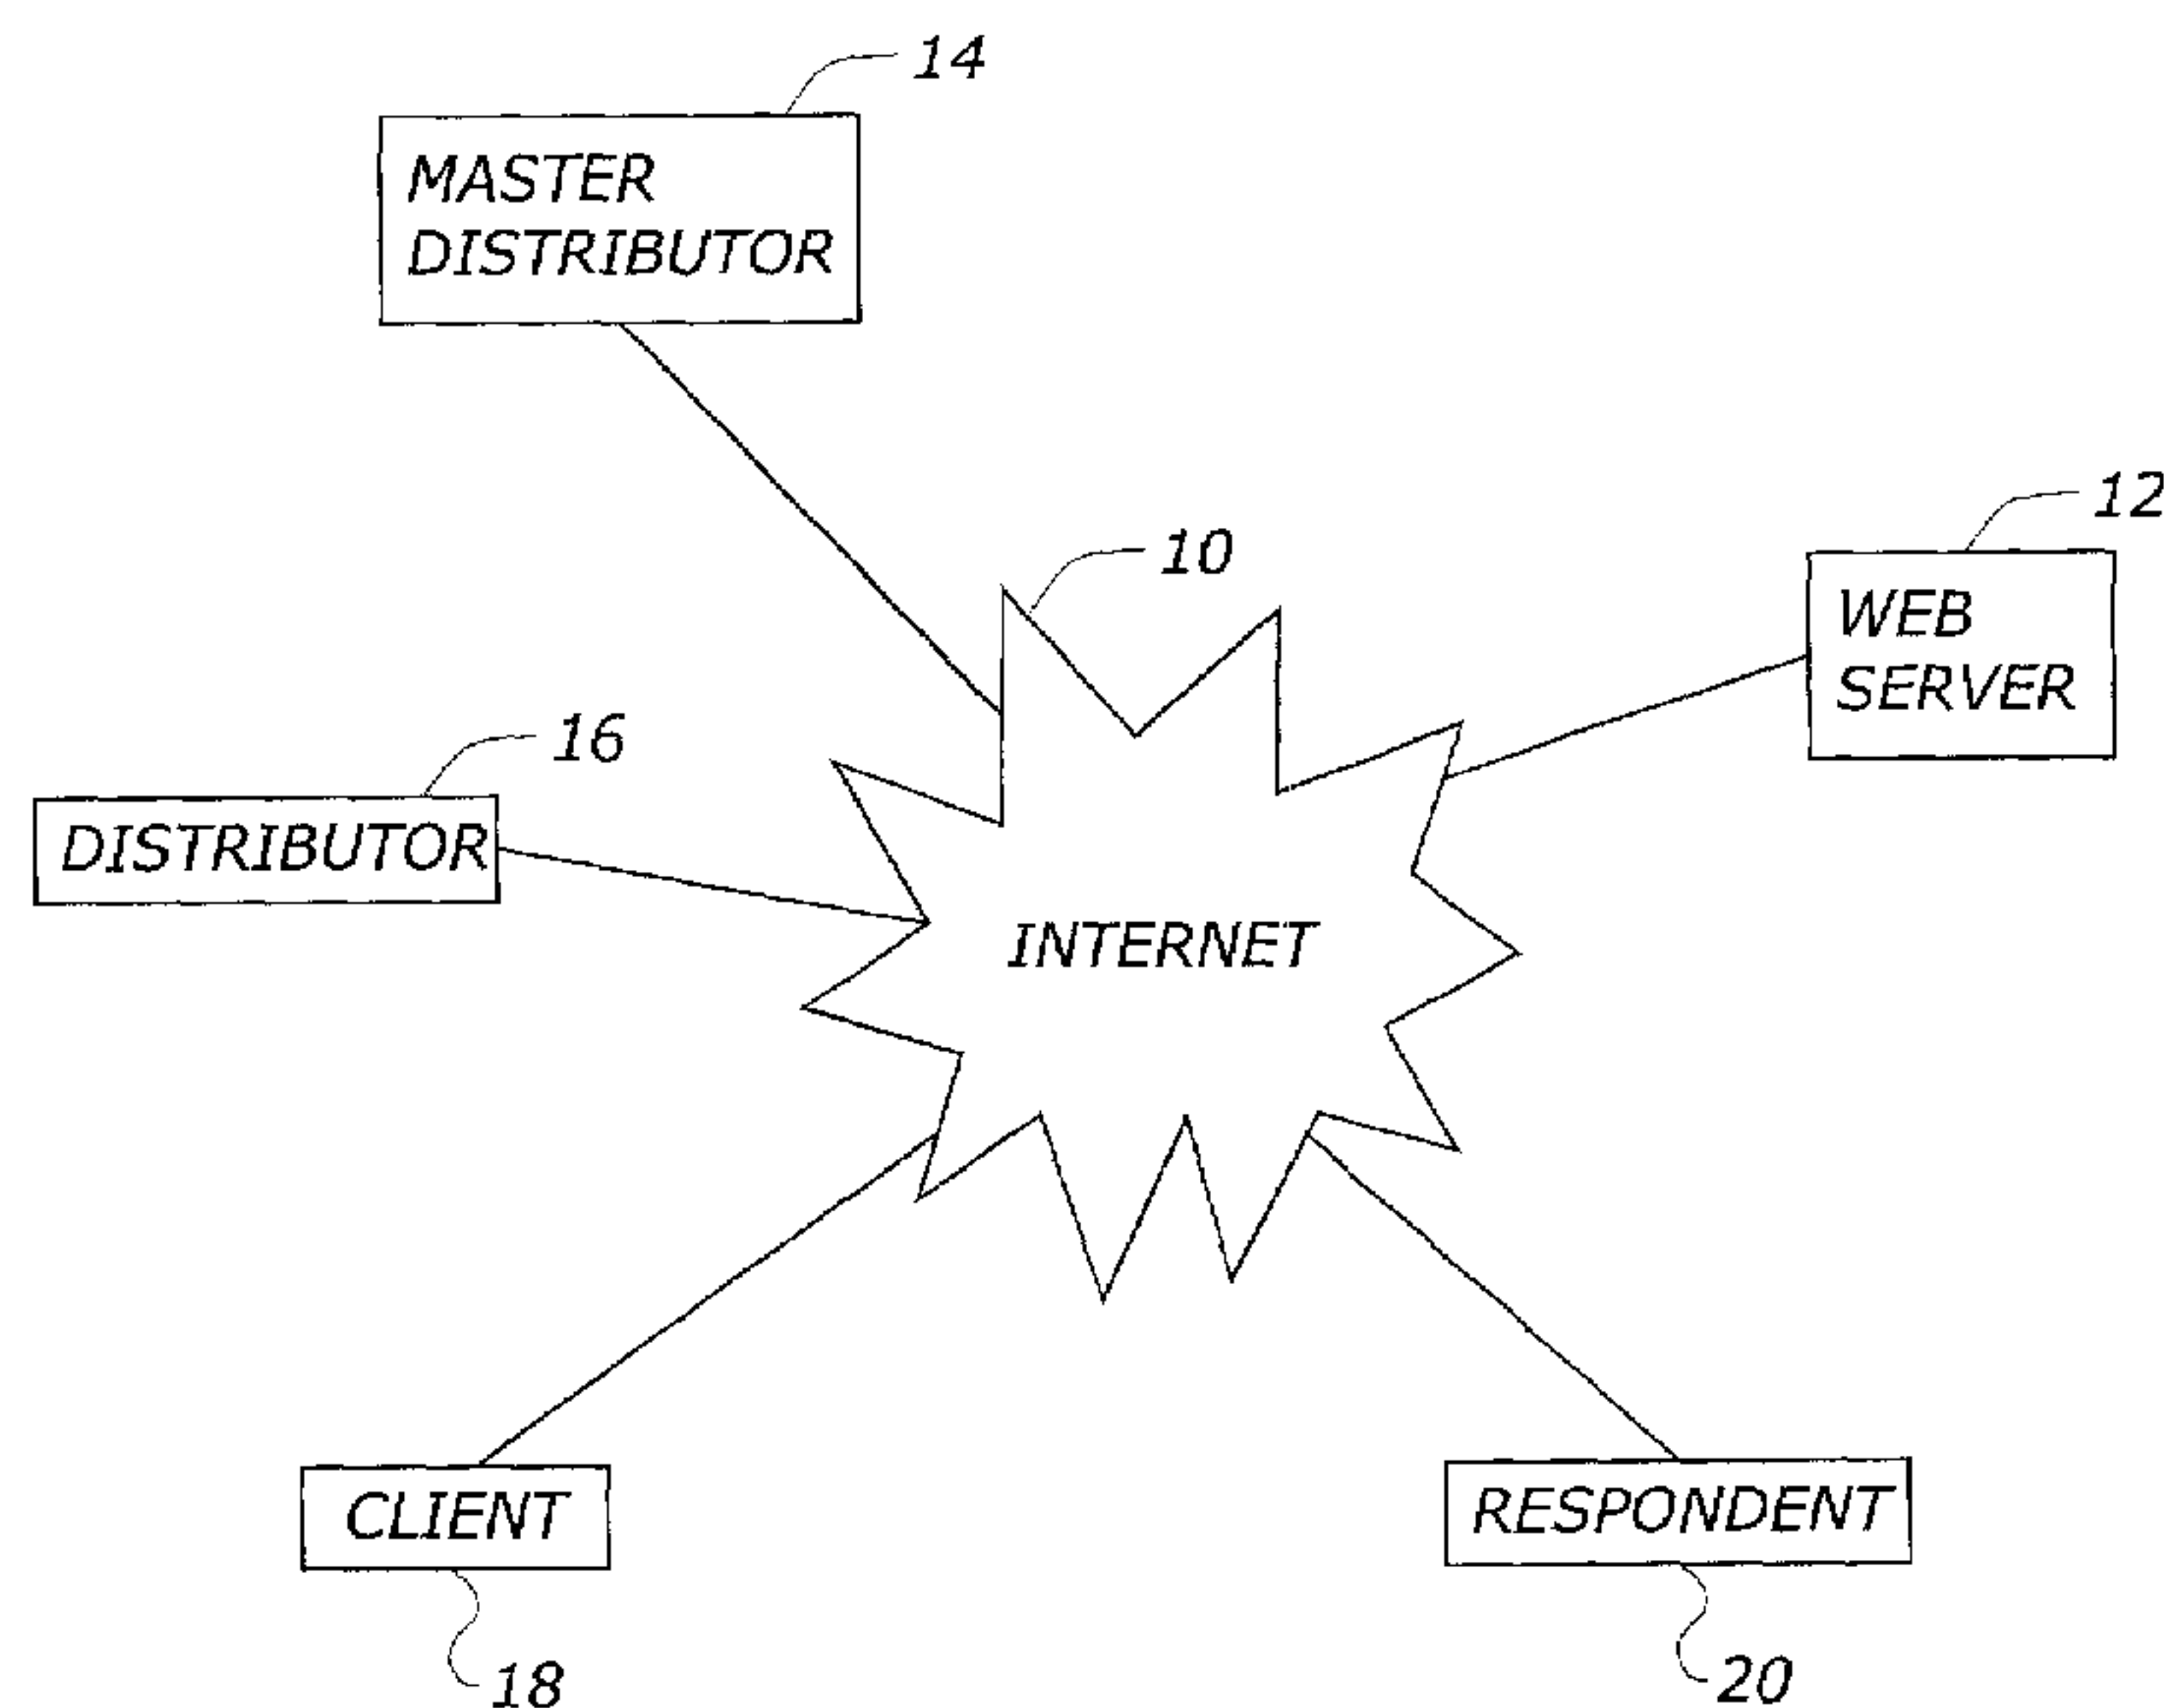 14
MASTER
DISTRIBUTOR
12
10
WEB
SERVER
16
DISTRIBUTOR
INTERNET
CLIENT
RESPONDENT
18
20